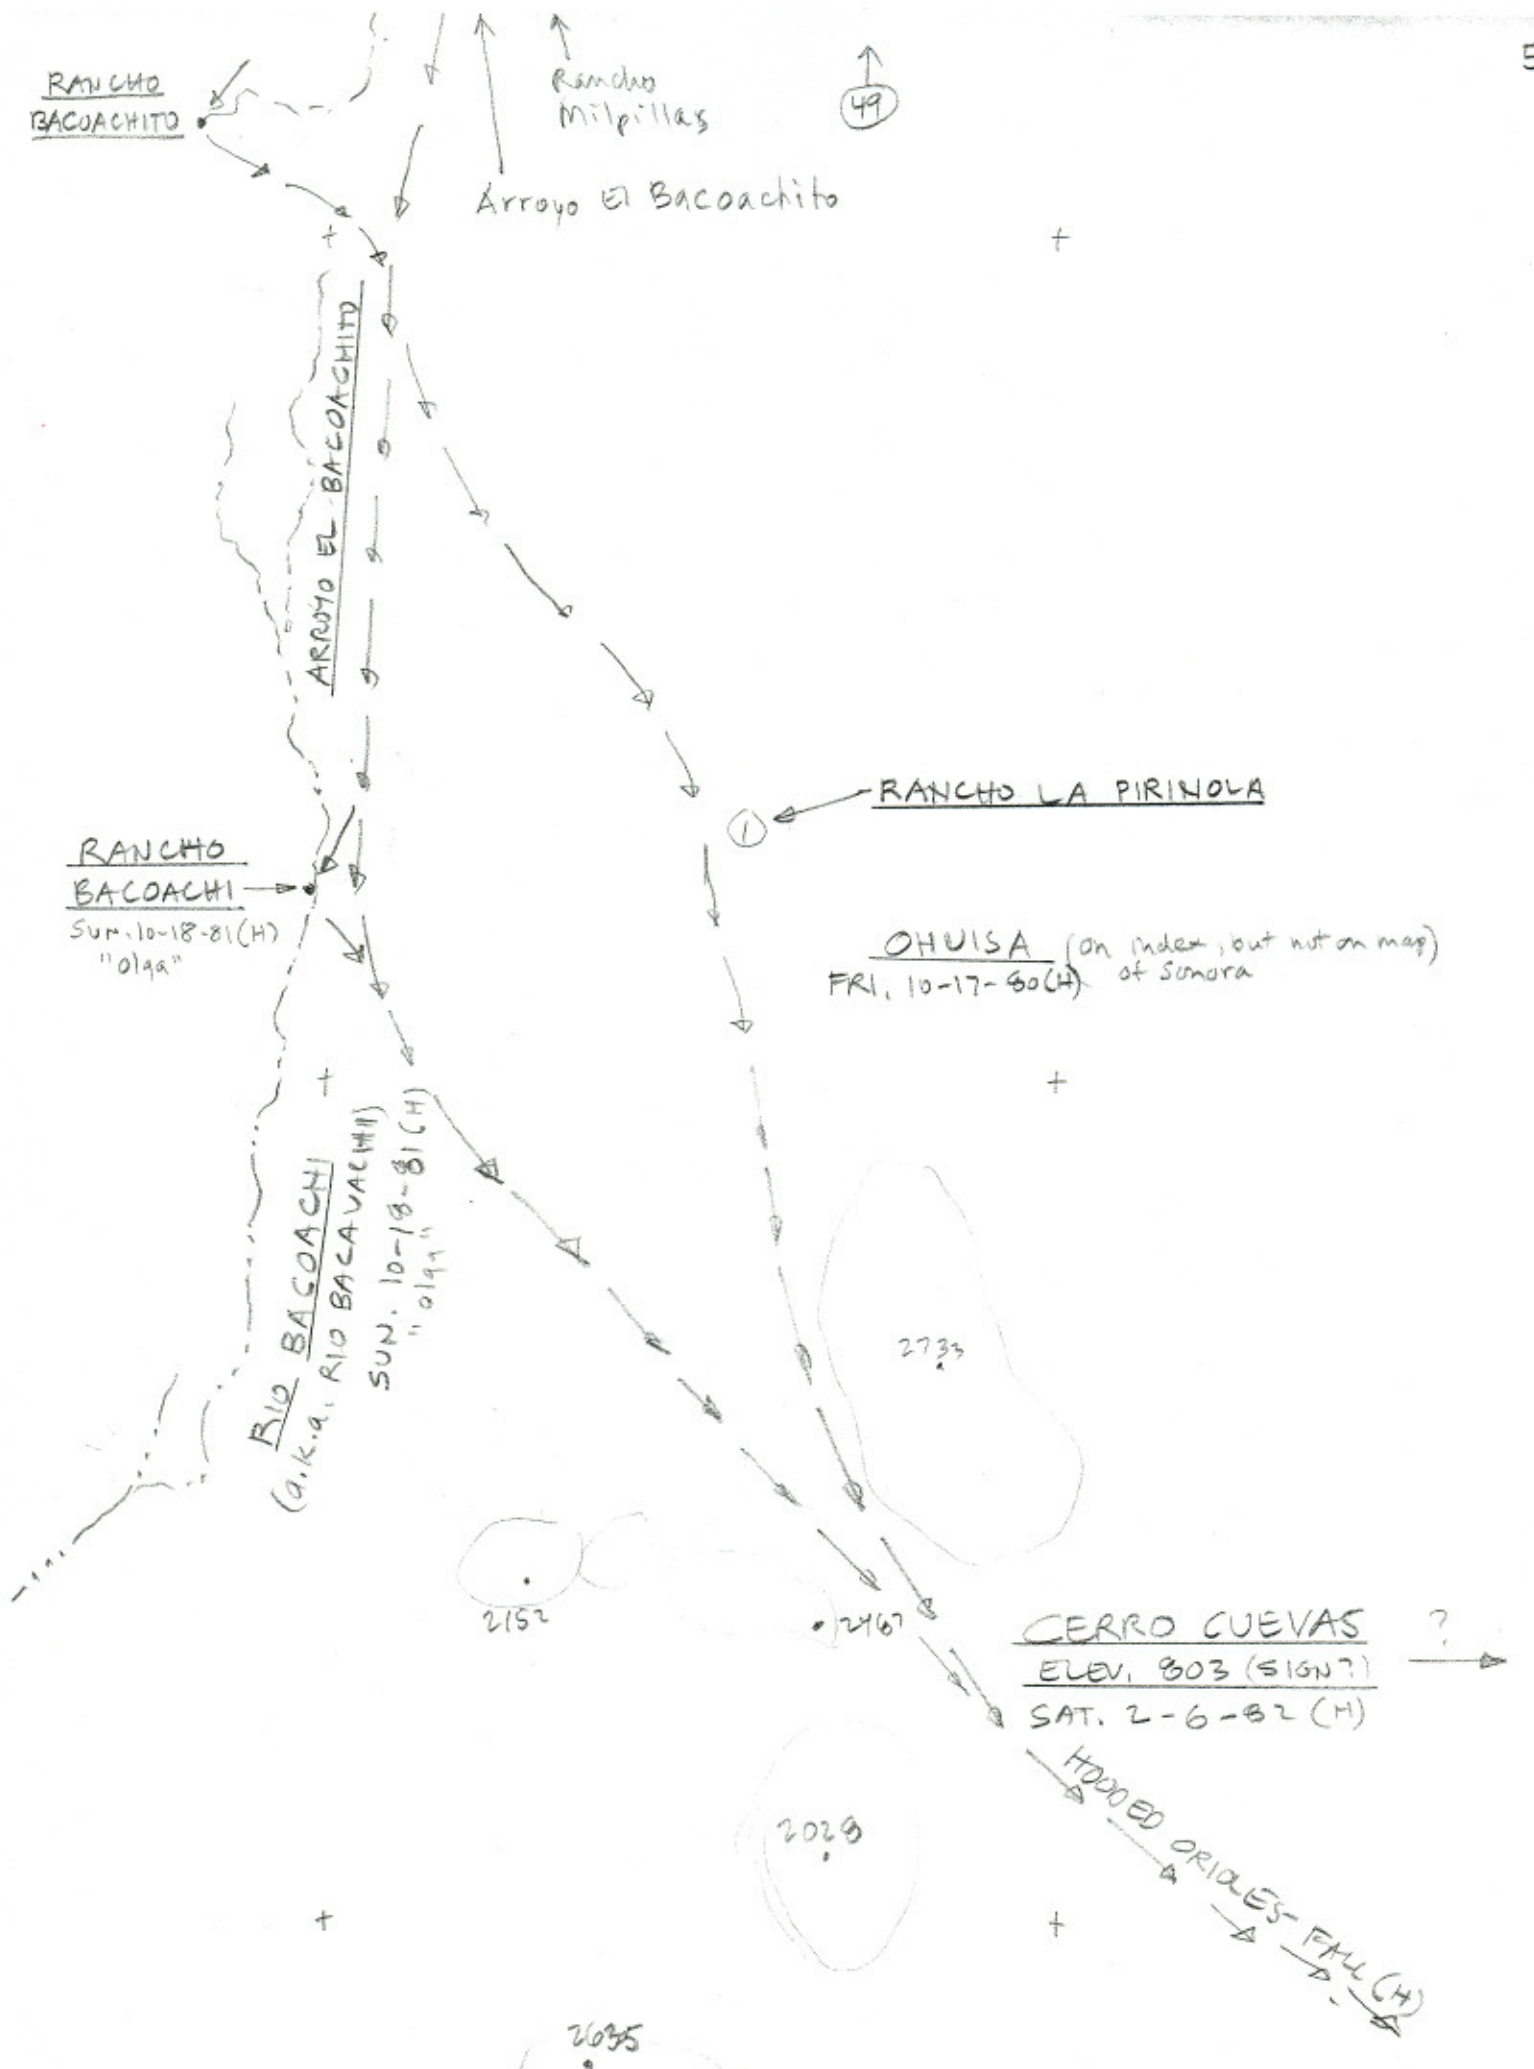 5
RANCHO
BACOACHITO
Rancho
Milpillas
49
Arroyo El Bacoachito
ARROYO EL BACOACHITO
1
RANCHO LA PIRINOLA
RANCHO
BACOACHI
Sun. 10-18-81(H)
"Olga"
OHUISA (on index, but not on map)
FRI. 10-17-80(H) of Sonora
RIO BACOACHI
(a.k.a. RIO BACAVACHI)
SUN. 10-18-81(H)
"Olga"
2733
2152
2467
CERRO CUEVAS ?
ELEV. 803 (SIGN?)
SAT. 2-6-82 (H)
HOODED ORIOLES-FALL (H)
2028
2635